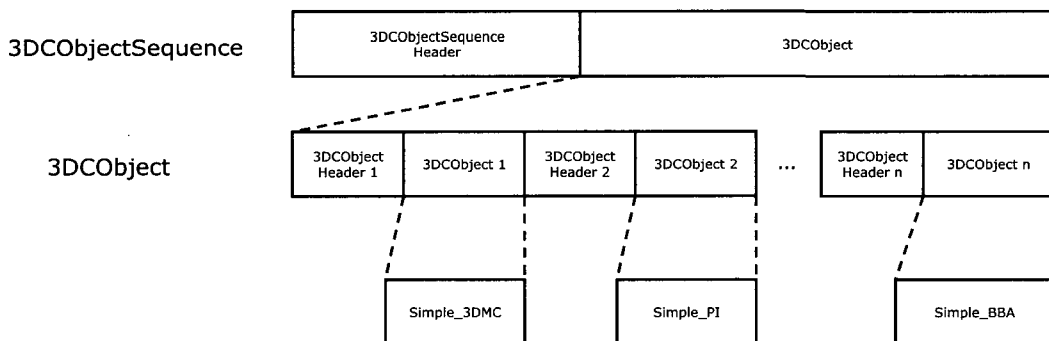 3DCObjectSequence
3DCObjectSequence
Header
3DCObject
3DCObject
3DCObject
Header 1
3DCObject 1
3DCObject
Header 2
3DCObject 2
...
3DCObject
Header n
3DCObject n
Simple_3DMC
Simple_PI
Simple_BBA